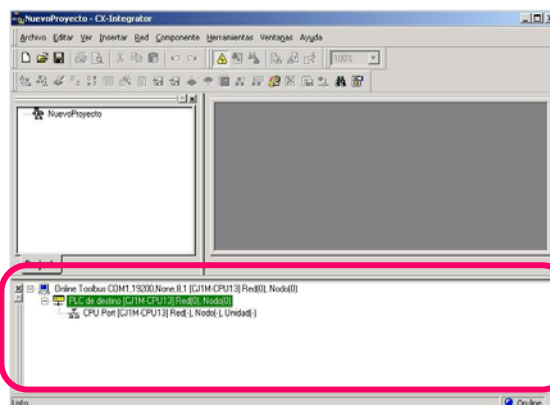 NuevoProyecto - CX-Integrator
Archivo Editar Ver Insertar Red Componente Herramientas Ventanas Ayuda
100%
NuevoProyecto
Online Toolbus COM1,19200,None,8,1 [CJ1M-CPU13] Red(0), Nodo(0)
PLC de destino [CJ1M-CPU13] Red(0), Nodo(0)
CPU Port [CJ1M-CPU13] Red(-), Nodo(-), Unidad(-)
Listo
On-line